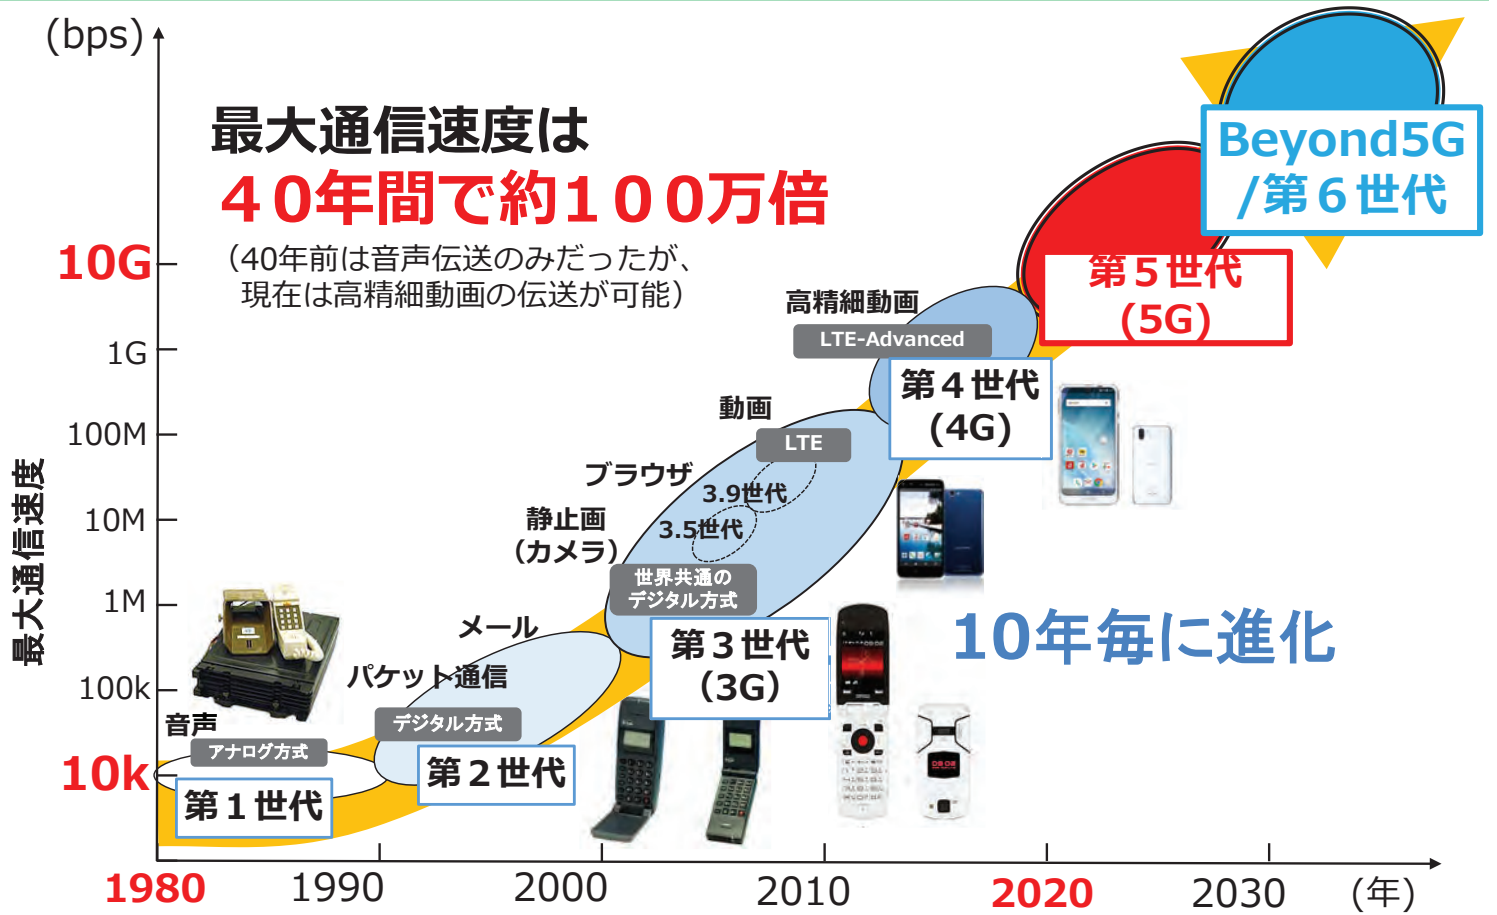 (bps)
最大通信速度は
４０年間で約１００万倍
（40年前は音声伝送のみだったが、
現在は高精細動画の伝送が可能）
Beyond5G
/第６世代
10G
第５世代
(5G)
高精細動画
LTE-Advanced
1G
第４世代
(4G)
動画
LTE
100M
ブラウザ
3.9世代
静止画
（カメラ）
3.5世代
10M
最大通信速度
世界共通の
デジタル方式
1M
10年毎に進化
メール
第３世代
(3G)
パケット通信
100k
デジタル方式
音声
アナログ方式
第２世代
10k
第１世代
1980
1990
2000
2010
2020
2030
(年)